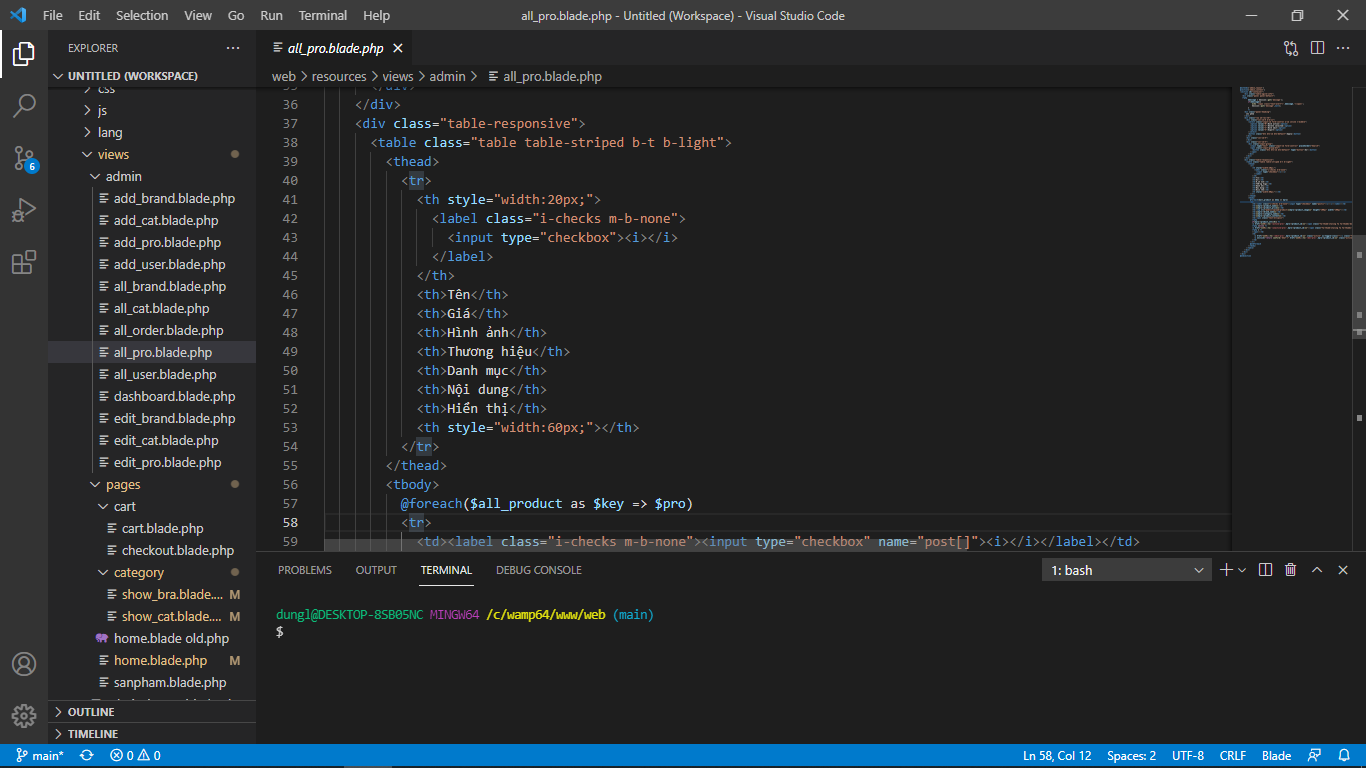 File Edit Selection View Go Run Terminal Help
all_pro.blade.php - Untitled (Workspace) - Visual Studio Code
EXPLORER
UNTITLED (WORKSPACE)
css
js
lang
views
admin
add_brand.blade.php
add_cat.blade.php
add_pro.blade.php
add_user.blade.php
all_brand.blade.php
all_cat.blade.php
all_order.blade.php
all_pro.blade.php
all_user.blade.php
dashboard.blade.php
edit_brand.blade.php
edit_cat.blade.php
edit_pro.blade.php
pages
cart
cart.blade.php
checkout.blade.php
category
show_bra.blade.... M
show_cat.blade.... M
home.blade old.php
home.blade.php M
sanpham.blade.php
OUTLINE
TIMELINE
6
all_pro.blade.php
web > resources > views > admin > all_pro.blade.php
35 </div>
36 </div>
37 <div class="table-responsive">
38 <table class="table table-striped b-t b-light">
39 <thead>
40 <tr>
41 <th style="width:20px;">
42 <label class="i-checks m-b-none">
43 <input type="checkbox"><i></i>
44 </label>
45 </th>
46 <th>Tên</th>
47 <th>Giá</th>
48 <th>Hình ảnh</th>
49 <th>Thương hiệu</th>
50 <th>Danh mục</th>
51 <th>Nội dung</th>
52 <th>Hiển thị</th>
53 <th style="width:60px;"></th>
54 </tr>
55 </thead>
56 <tbody>
57 @foreach($all_product as $key => $pro)
58 <tr>
59 <td><label class="i-checks m-b-none"><input type="checkbox" name="post[]"><i></i></label></td>
PROBLEMS OUTPUT TERMINAL DEBUG CONSOLE
1: bash
dungl@DESKTOP-8SB05NC MINGW64 /c/wamp64/www/web (main)
$
main* 0 0
Ln 58, Col 12 Spaces: 2 UTF-8 CRLF Blade